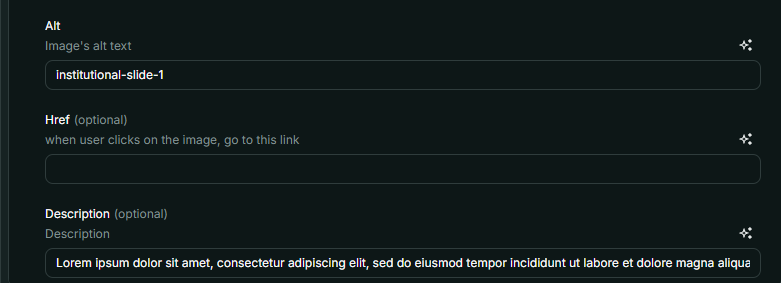 Alt
Image's alt text
institutional-slide-1
Href (optional)
when user clicks on the image, go to this link
Description (optional)
Description
Lorem ipsum dolor sit amet, consectetur adipiscing elit, sed do eiusmod tempor incididunt ut labore et dolore magna aliqua